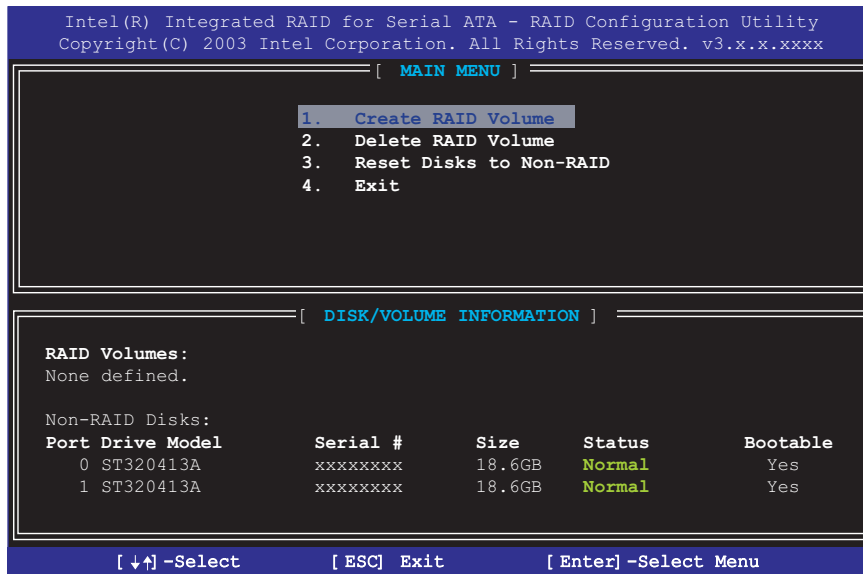 Intel(R) Integrated RAID for Serial ATA - RAID Configuration Utility
Copyright(C) 2003 Intel Corporation. All Rights Reserved. v3.x.x.xxxx
[ MAIN MENU ]
1. Create RAID Volume
2. Delete RAID Volume
3. Reset Disks to Non-RAID
4. Exit
[ DISK/VOLUME INFORMATION ]
RAID Volumes:
None defined.
Non-RAID Disks:
Port Drive Model Serial # Size Status Bootable
0 ST320413A xxxxxxxx 18.6GB Normal Yes
1 ST320413A xxxxxxxx 18.6GB Normal Yes
[↓↑]-Select [ESC] Exit [Enter]-Select Menu